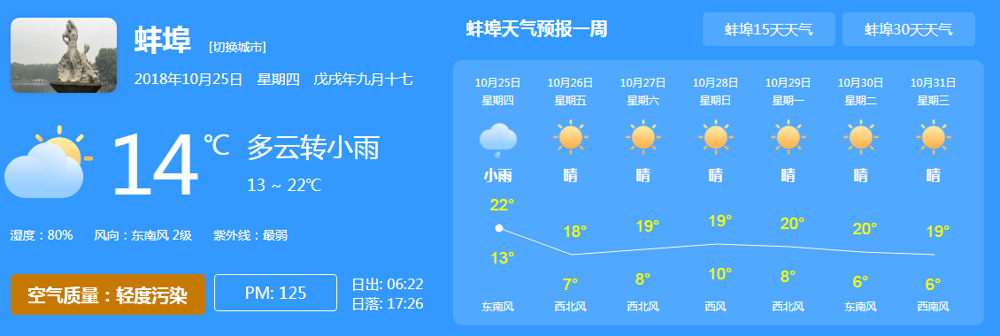 蚌埠 [切换城市]
2018年10月25日 星期四 戊戌年九月十七
14 ℃ 多云转小雨
13 ~ 22℃
湿度：80% 风向：东南风 2级 紫外线：最弱
空气质量：轻度污染 PM: 125
日出: 06:22
日落: 17:26
蚌埠天气预报一周 蚌埠15天天气 蚌埠30天天气
10月25日 10月26日 10月27日 10月28日 10月29日 10月30日 10月31日
星期四 星期五 星期六 星期日 星期一 星期二 星期三
小雨 晴 晴 晴 晴 晴 晴
22° 18° 19° 19° 20° 20° 19°
13° 7° 8° 10° 8° 6° 6°
东南风 西北风 西北风 西风 西北风 东南风 西南风